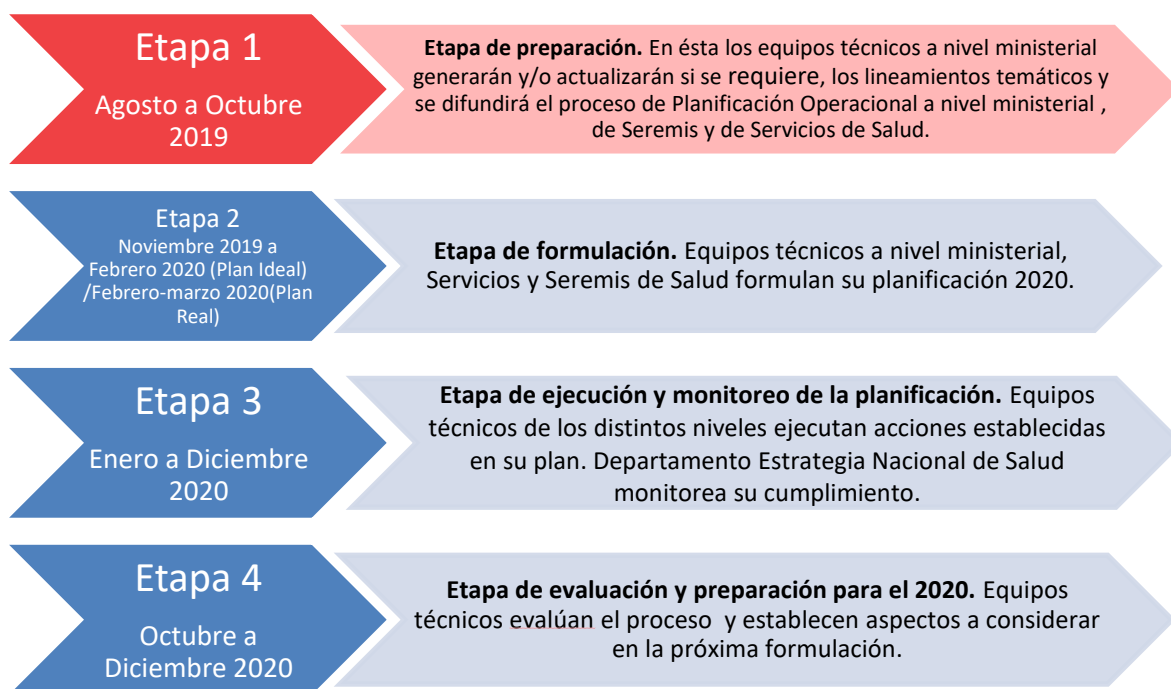 Etapa 1
Agosto a Octubre
2019
Etapa de preparación. En ésta los equipos técnicos a nivel ministerial
generarán y/o actualizarán si se requiere, los lineamientos temáticos y
se difundirá el proceso de Planificación Operacional a nivel ministerial ,
de Seremis y de Servicios de Salud.
Etapa 2
Noviembre 2019 a
Febrero 2020 (Plan Ideal)
/Febrero-marzo 2020(Plan
Real)
Etapa de formulación. Equipos técnicos a nivel ministerial,
Servicios y Seremis de Salud formulan su planificación 2020.
Etapa 3
Enero a Diciembre
2020
Etapa de ejecución y monitoreo de la planificación. Equipos
técnicos de los distintos niveles ejecutan acciones establecidas
en su plan. Departamento Estrategia Nacional de Salud
monitorea su cumplimiento.
Etapa 4
Octubre a
Diciembre 2020
Etapa de evaluación y preparación para el 2020. Equipos
técnicos evalúan el proceso y establecen aspectos a considerar
en la próxima formulación.